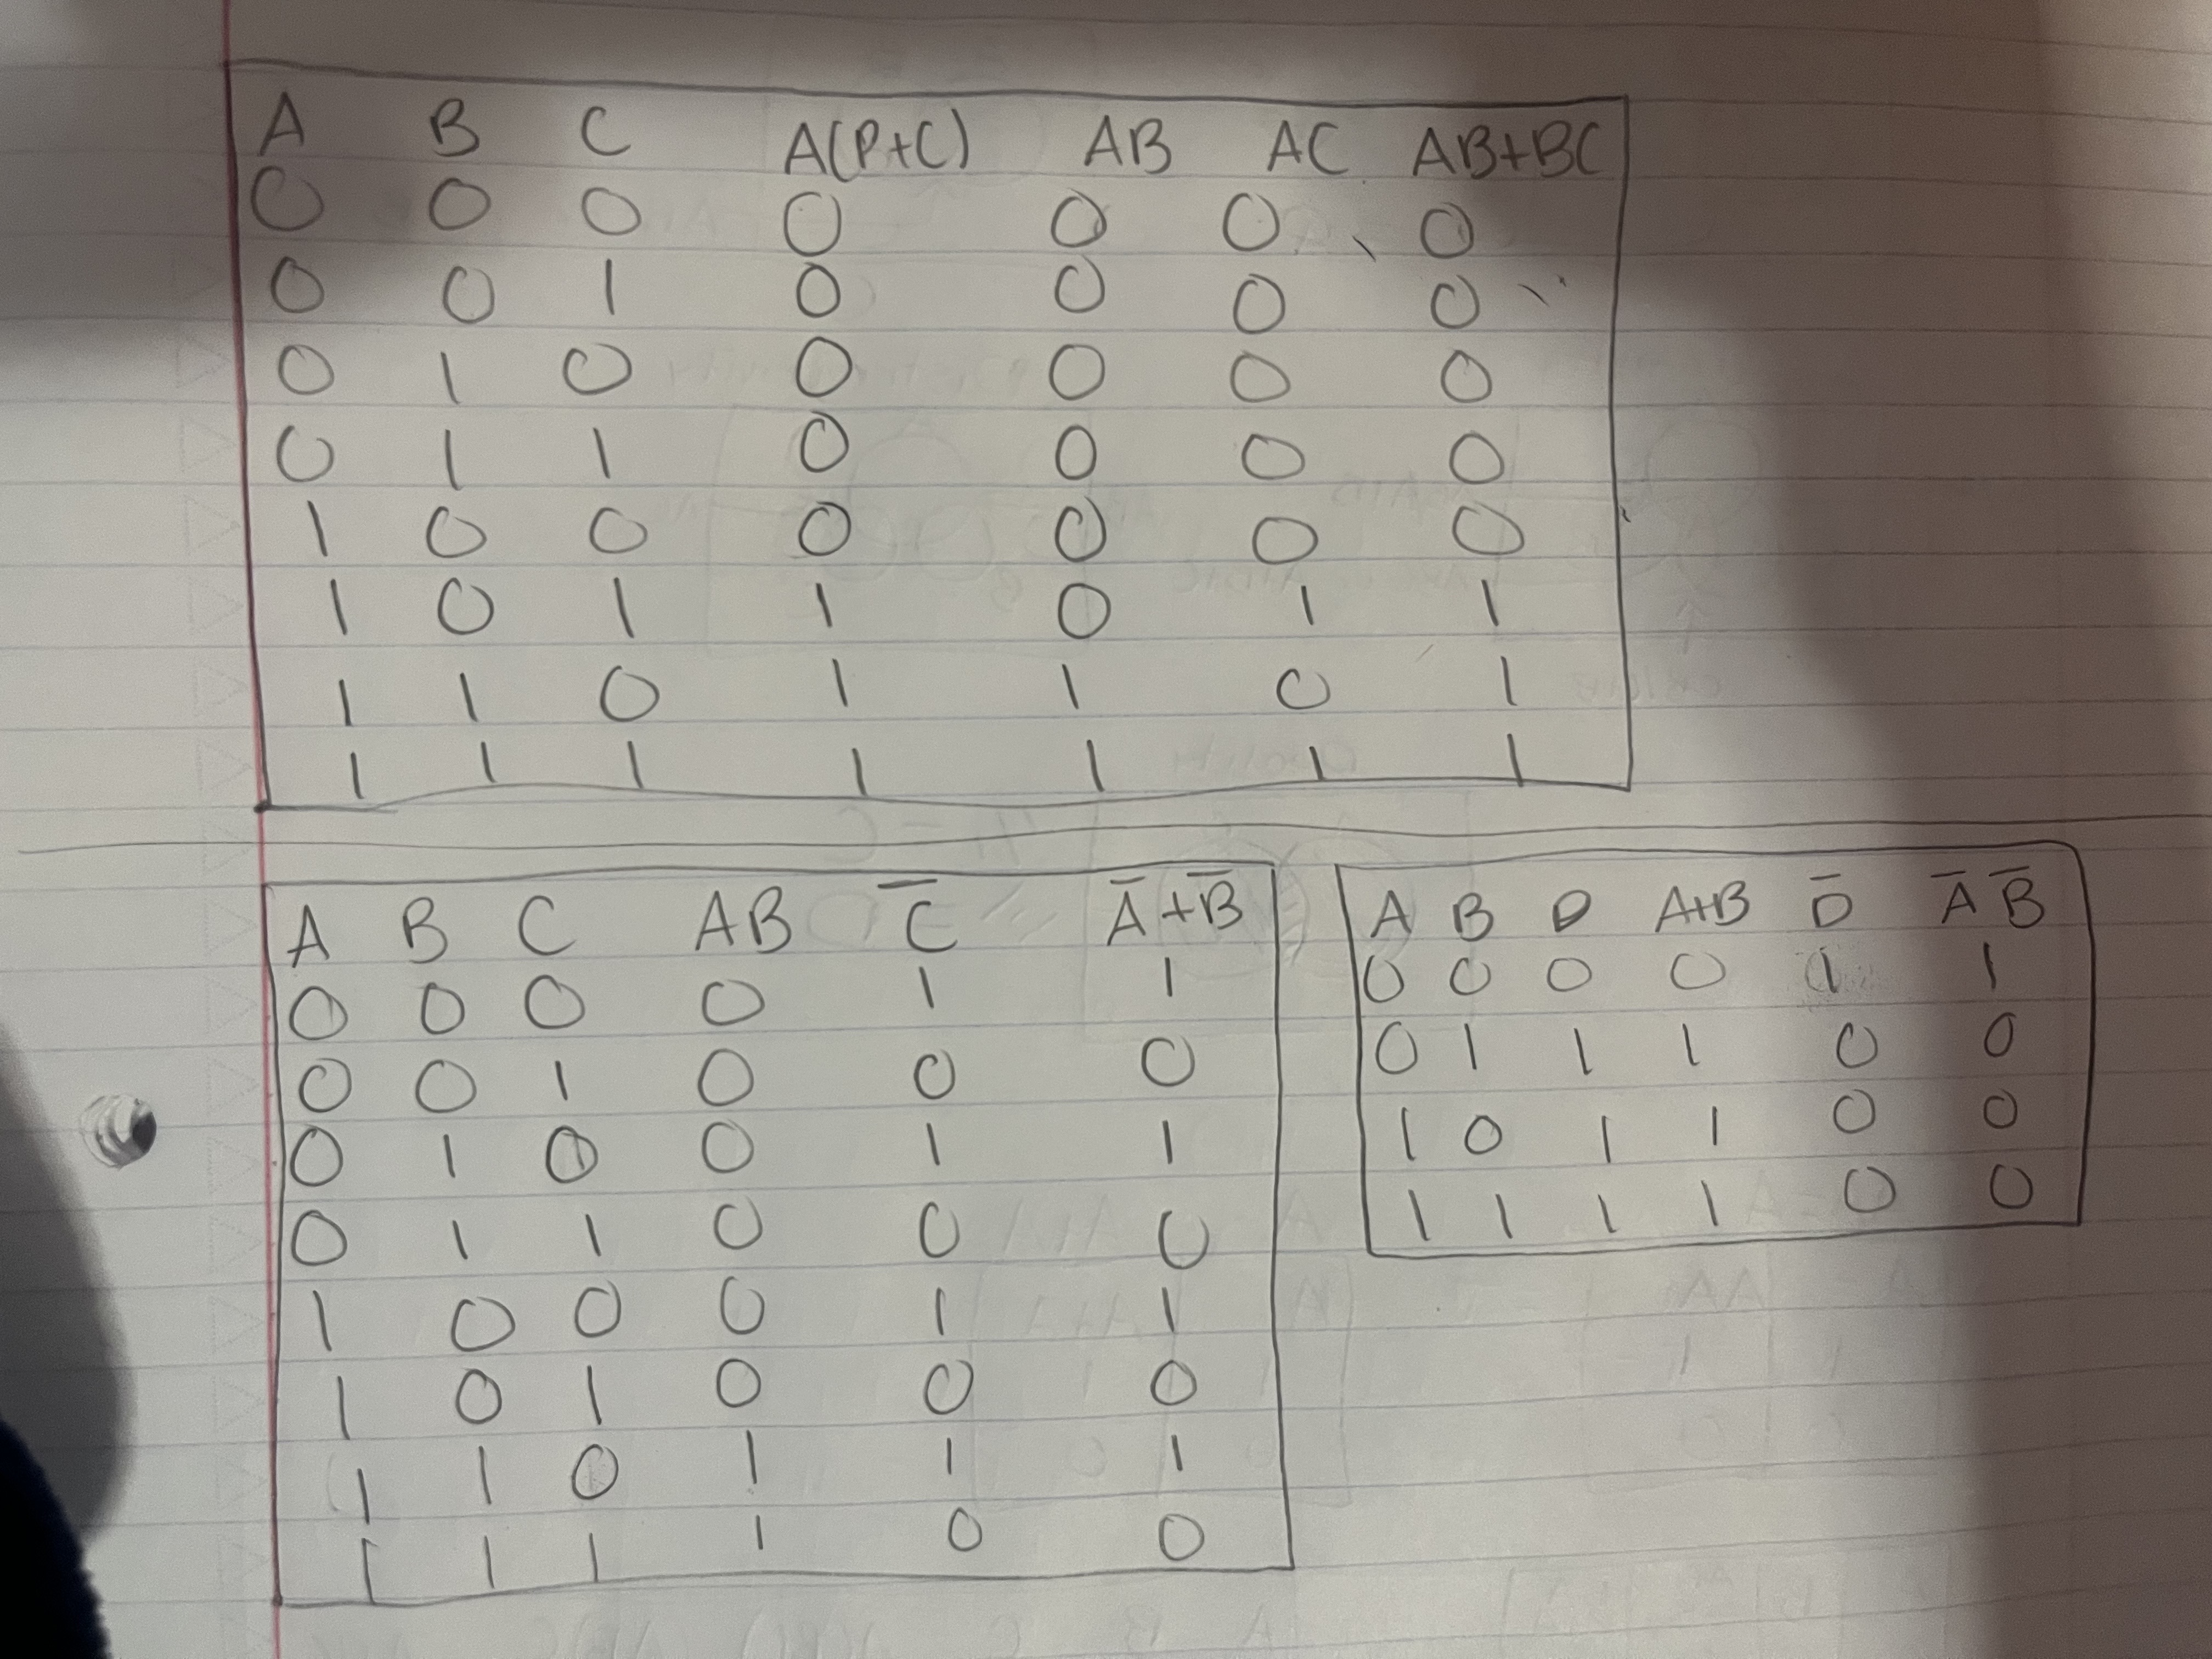 A B C A(P+C) AB AC AB+BC
0 0 0 0 0 0 0
0 0 1 0 0 0 0
0 1 0 0 0 0 0
0 1 1 0 0 0 0
1 0 0 0 0 0 0
1 0 1 1 0 1 1
1 1 0 1 1 0 1
1 1 1 1 1 1 1
A B C AB C̅ A̅+B̅
0 0 0 0 1 1
0 0 1 0 0 0
0 1 0 0 1 1
0 1 1 0 0 0
1 0 0 0 1 1
1 0 1 0 0 0
1 1 0 1 1 1
1 1 1 1 0 0
A B D A+B D̅ A̅ B̅
0 0 0 0 1 1
0 1 1 1 0 0
1 0 1 1 0 0
1 1 1 1 0 0